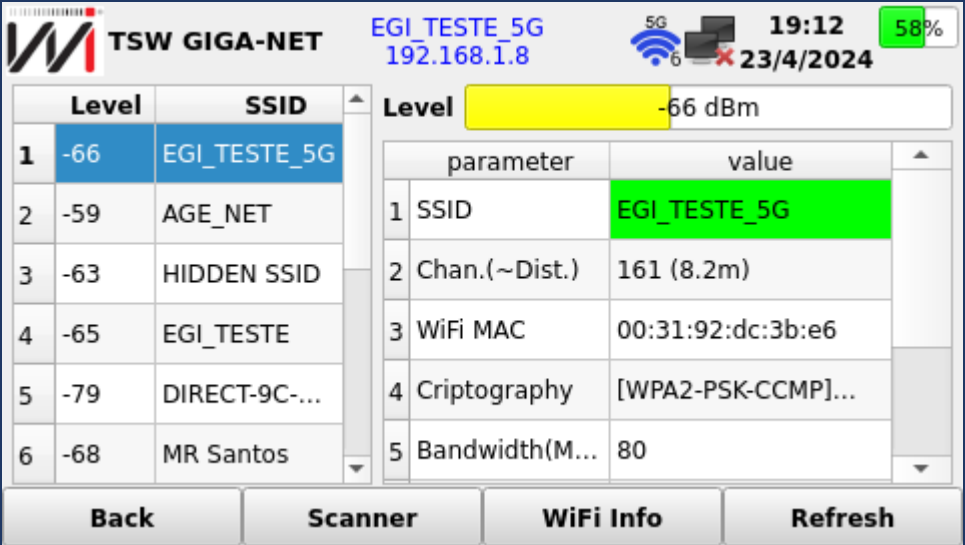 TSW GIGA-NET
EGI_TESTE_5G
192.168.1.8
5G
6
19:12
23/4/2024
58%
Level SSID
1 -66 EGI_TESTE_5G
2 -59 AGE_NET
3 -63 HIDDEN SSID
4 -65 EGI_TESTE
5 -79 DIRECT-9C-...
6 -68 MR Santos
Level -66 dBm
parameter value
1 SSID EGI_TESTE_5G
2 Chan.(~Dist.) 161 (8.2m)
3 WiFi MAC 00:31:92:dc:3b:e6
4 Criptography [WPA2-PSK-CCMP]...
5 Bandwidth(M... 80
Back Scanner WiFi Info Refresh